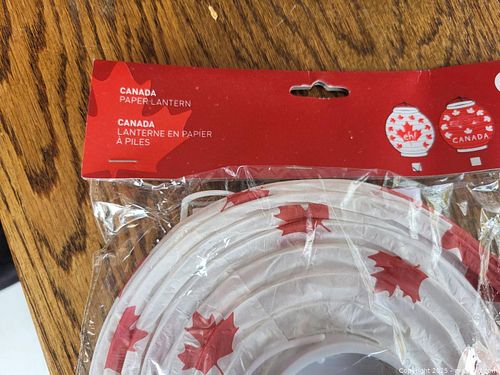 CANADA
PAPER LANTERN
CANADA
LANTERNE EN PAPIER
À PILES
eh!
CANADA